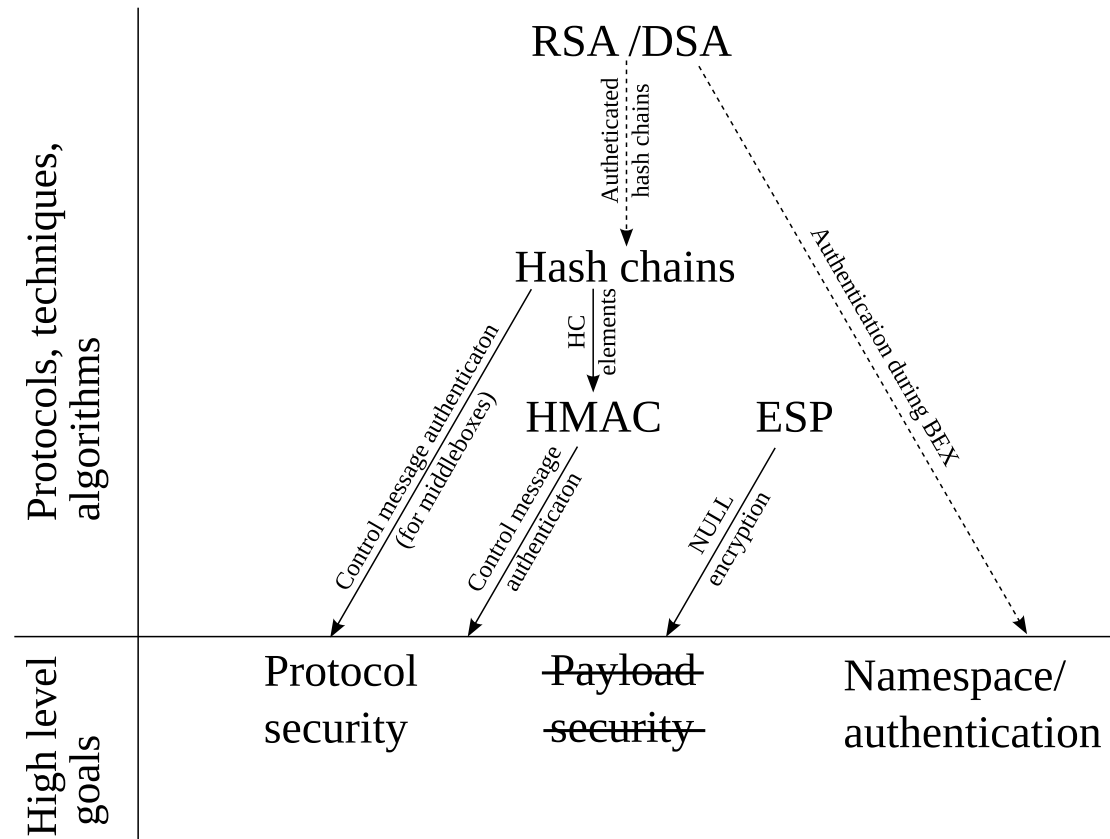 RSA /DSA
Autheticated
hash chains
Protocols, techniques,
algorithms
Authentication during BEX
Hash chains
HC
elements
Control message authenticaton
(for middleboxes)
HMAC
ESP
Control message
authenticaton
NULL
encryption
High level
goals
Protocol
security
Payload
security
Namespace/
authentication